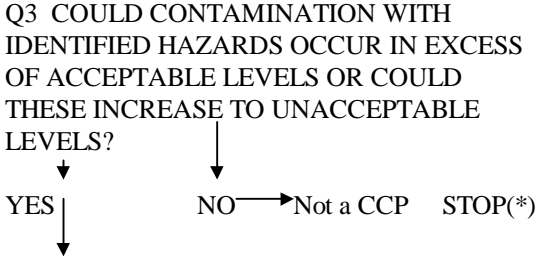 Q3 COULD CONTAMINATION WITH
IDENTIFIED HAZARDS OCCUR IN EXCESS
OF ACCEPTABLE LEVELS OR COULD
THESE INCREASE TO UNACCEPTABLE
LEVELS?
YES NO Not a CCP STOP(*)